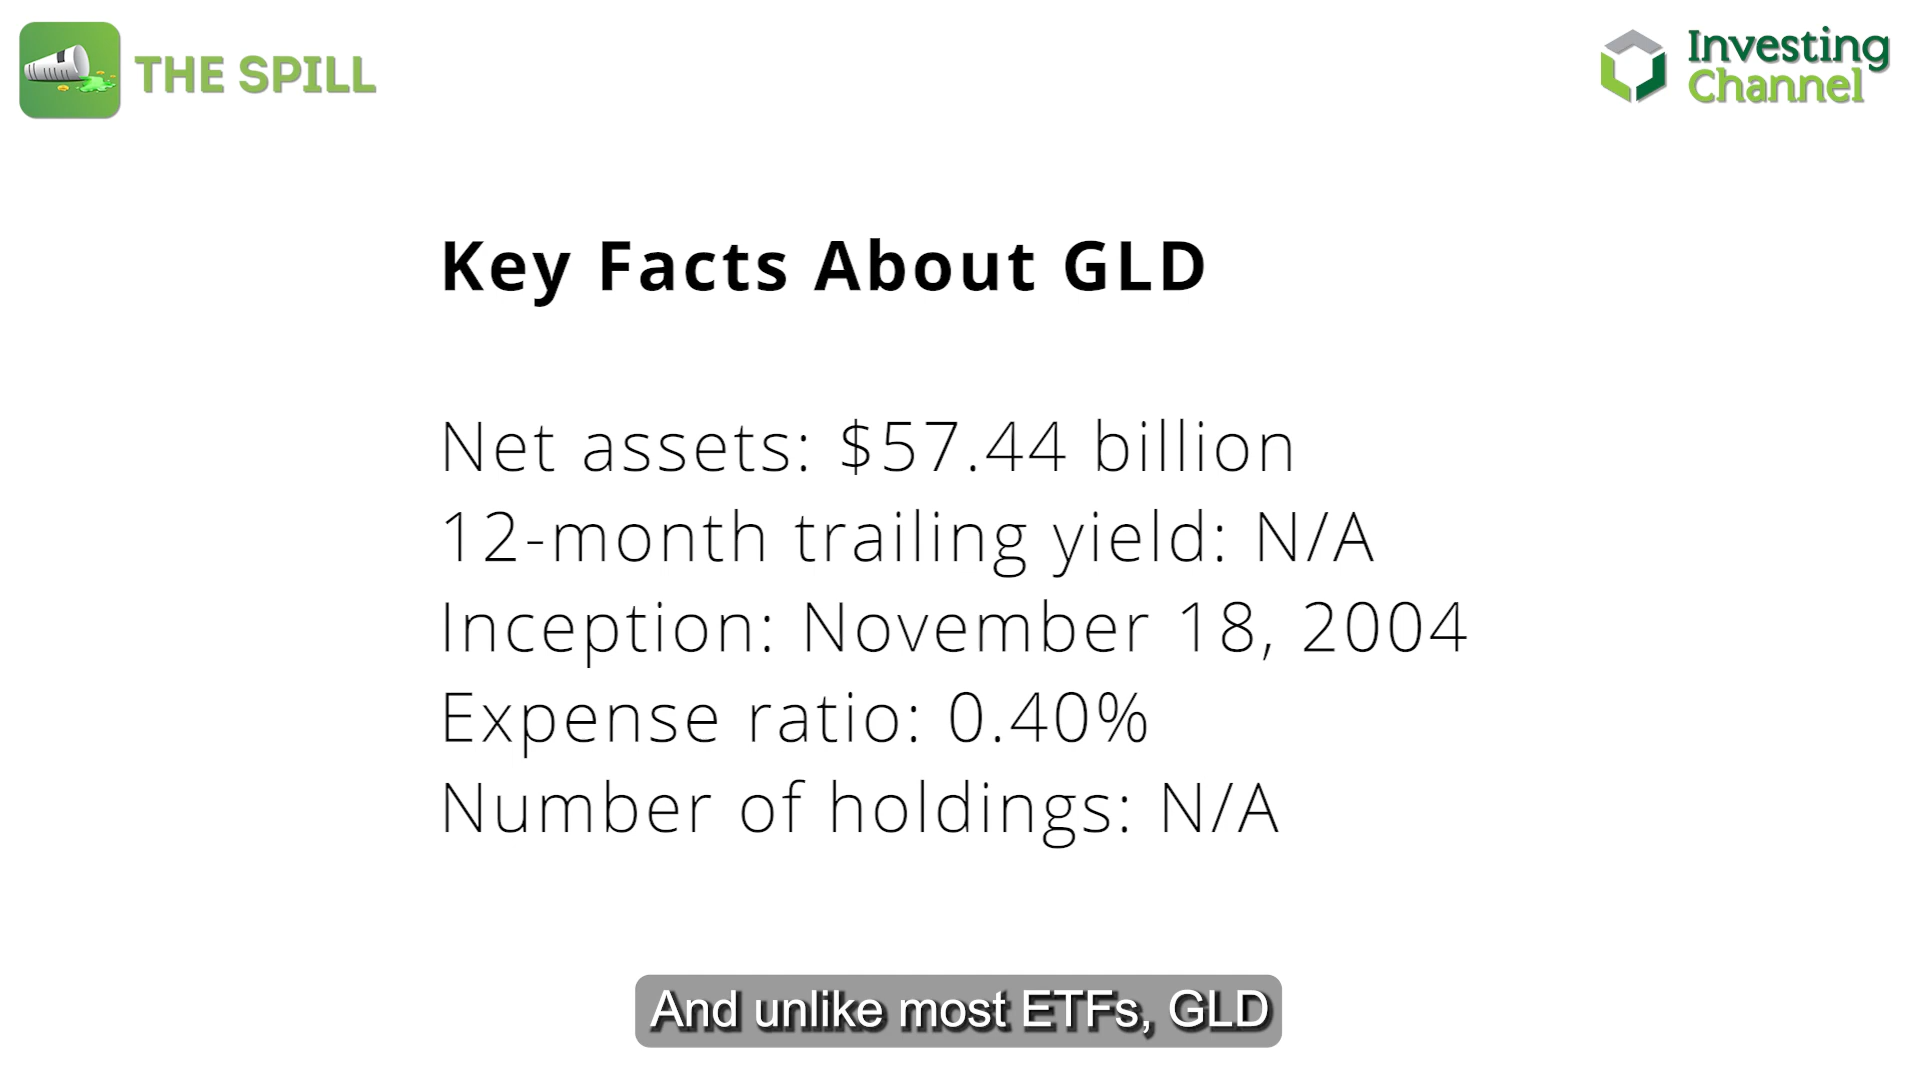 THE SPILL
Investing
Channel
Key Facts About GLD
Net assets: $57.44 billion
12-month trailing yield: N/A
Inception: November 18, 2004
Expense ratio: 0.40%
Number of holdings: N/A
And unlike most ETFs, GLD